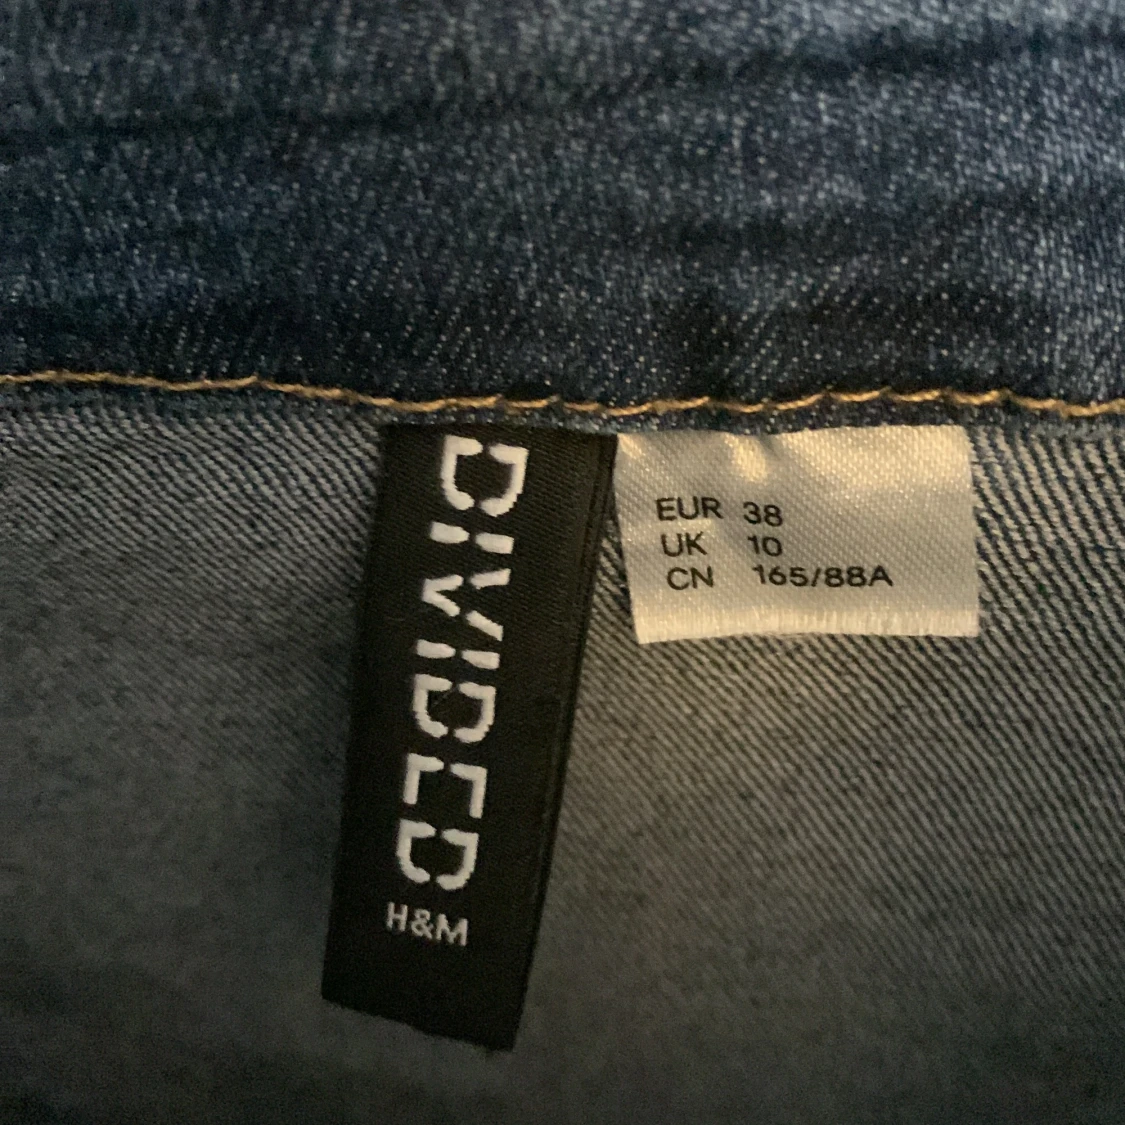 DIVIDED
H&M
EUR 38
UK 10
CN 165/88A